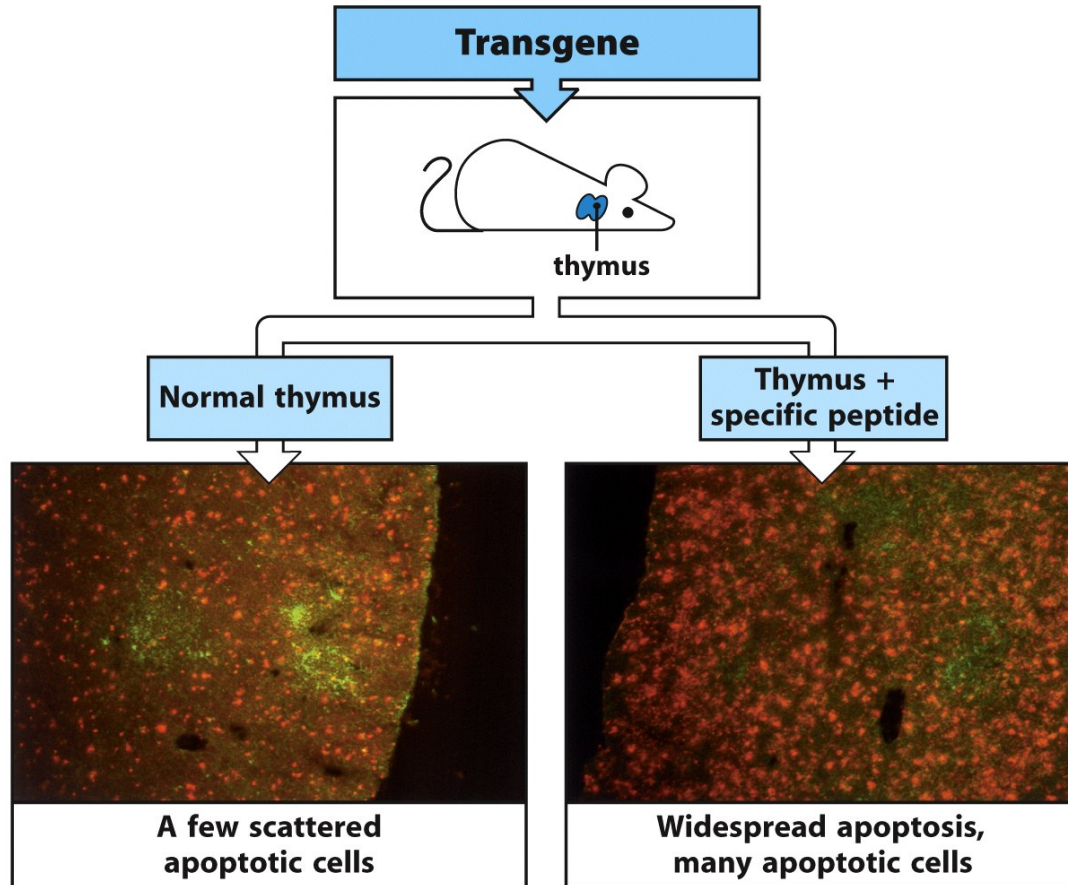 Transgene
thymus
Normal thymus
Thymus +
specific peptide
A few scattered
apoptotic cells
Widespread apoptosis,
many apoptotic cells